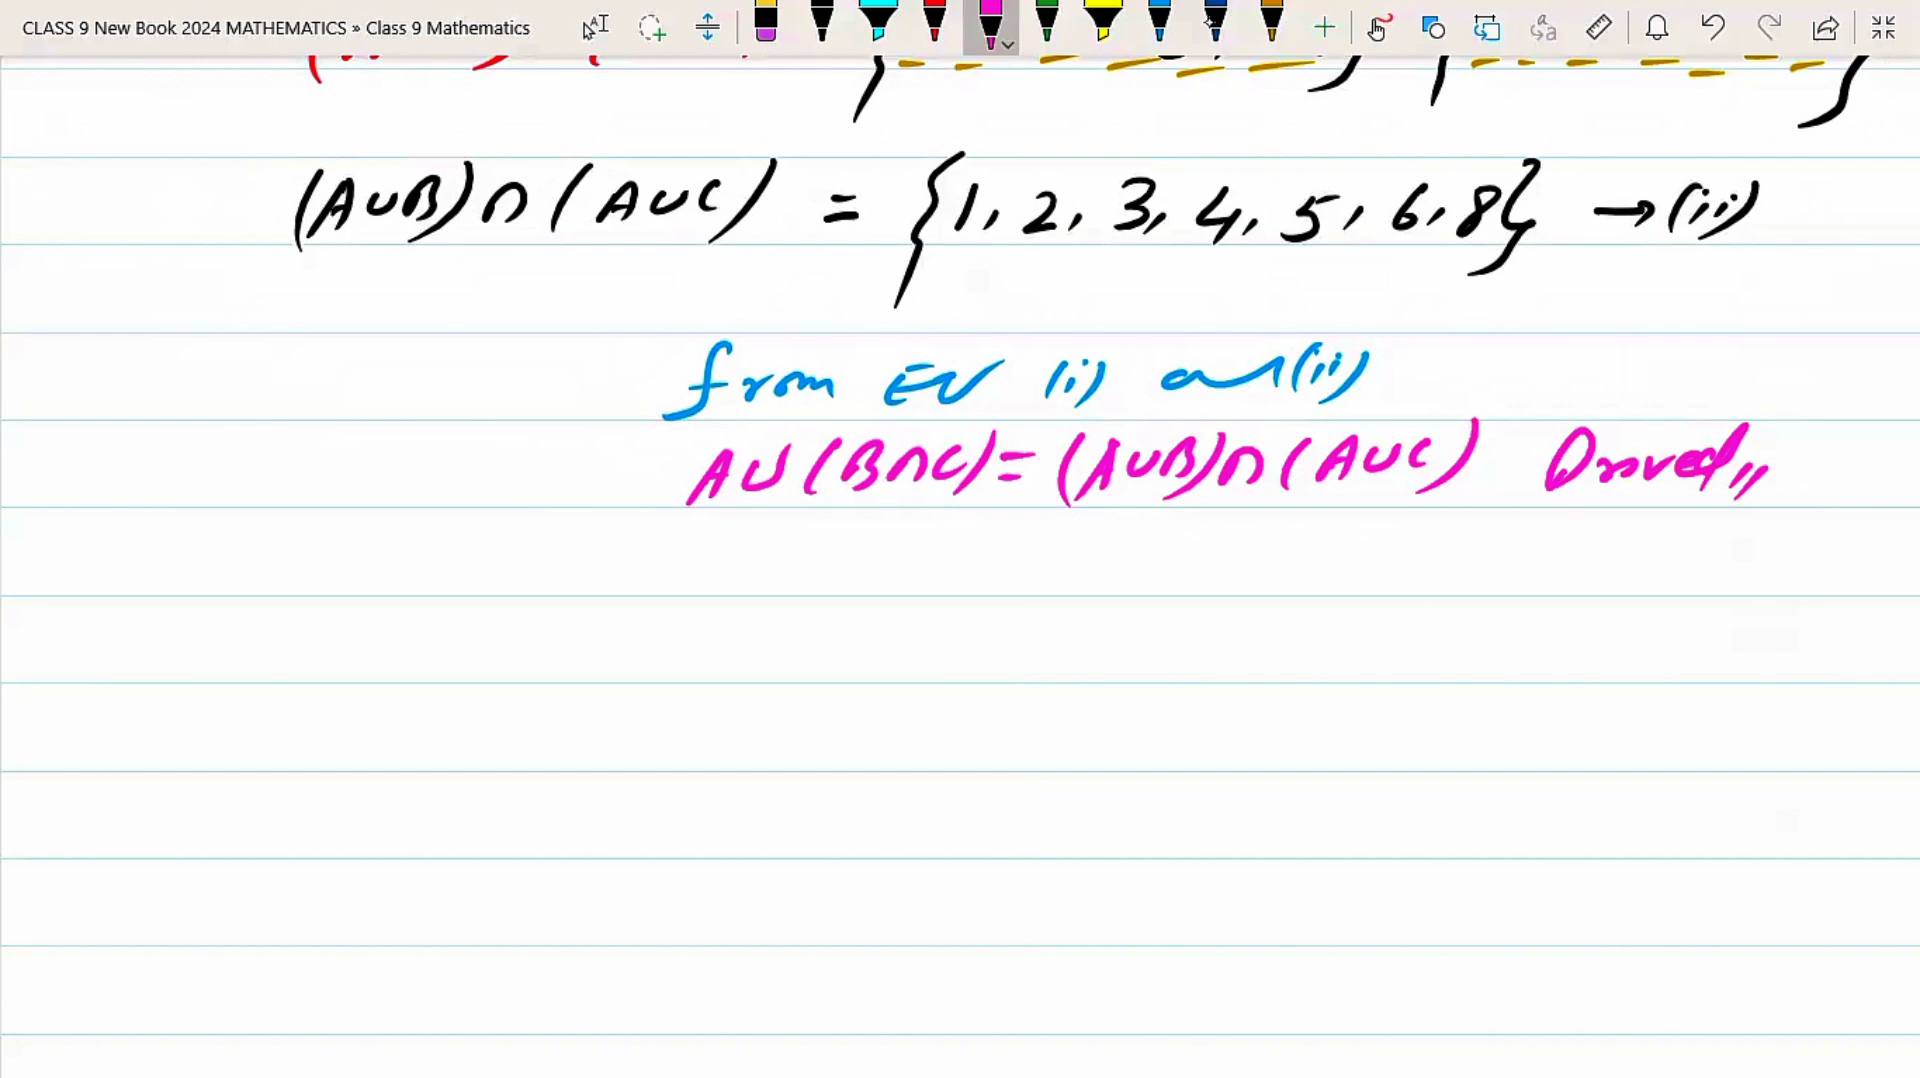 CLASS 9 New Book 2024 MATHEMATICS » Class 9 Mathematics
(A∪B)∩(A∪C) = {1, 2, 3, 4, 5, 6, 8} →(ii)
from EQ (i) and (ii)
A∪(B∩C)=(A∪B)∩(A∪C) Proved,,